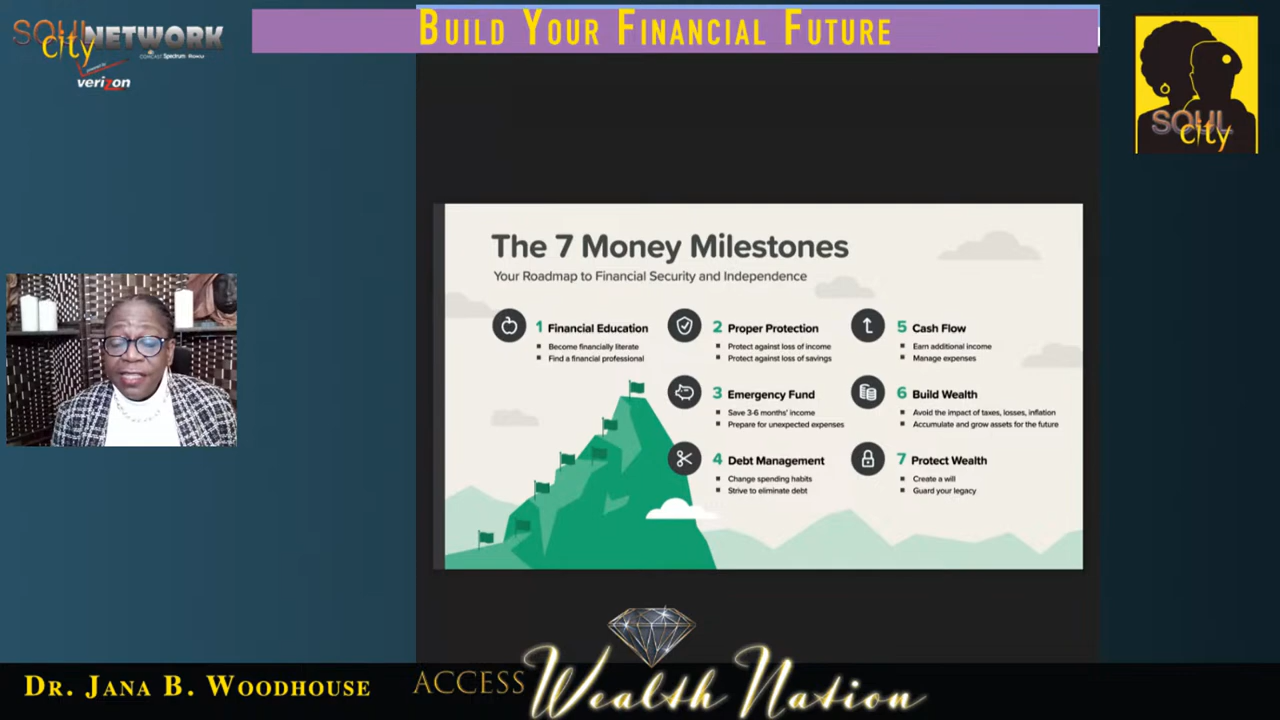 BUILD YOUR FINANCIAL FUTURE
SOUL CITY NETWORK
COMCAST Spectrum
powered by
verizon
SOUL
City
The 7 Money Milestones
Your Roadmap to Financial Security and Independence
1 Financial Education
▪ Become financially literate
▪ Find a financial professional
2 Proper Protection
▪ Protect against loss of income
▪ Protect against loss of savings
3 Emergency Fund
▪ Save 3-6 months' income
▪ Prepare for unexpected expenses
4 Debt Management
▪ Change spending habits
▪ Strive to eliminate debt
5 Cash Flow
▪ Earn additional income
▪ Manage expenses
6 Build Wealth
▪ Avoid the impact of taxes, losses, inflation
▪ Accumulate and grow assets for the future
7 Protect Wealth
▪ Create a will
▪ Guard your legacy
DR. JANA B. WOODHOUSE
ACCESS Wealth Nation